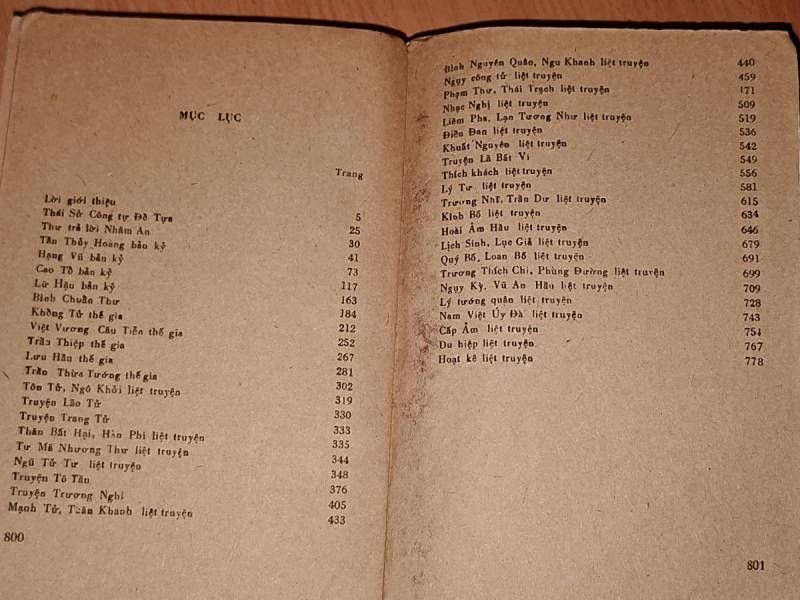 MỤC LỤC
Trang
Lời giới thiệu
Thái Sử Công tự Đề Tựa 5
Thư trả lời Nhâm An 25
Tần Thủy Hoàng bản kỷ 30
Hạng Vũ bản kỷ 41
Cao Tồ bản kỷ 73
Lữ Hậu bản kỷ 117
Bình Chuẩn Thư 163
Khổng Tử thế gia 184
Việt Vương Câu Tiễn thế gia 212
Trần Thiệp thế gia 252
Lưu Hầu thế gia 267
Trần Thừa Tướng thế gia 281
Tôn Tử, Ngô Khởi liệt truyện 302
Truyện Lão Tử 319
Truyện Trang Tử 330
Thân Bất Hại, Hàn Phi liệt truyện 333
Tư Mã Nhương Thư liệt truyện 335
Ngũ Tử Tư liệt truyện 344
Truyện Tô Tần 348
Truyện Trương Nghi 376
Mạnh Tử, Tuân Khanh liệt truyện 405
433
800
Bình Nguyên Quân, Ngu Khanh liệt truyện 440
Ngụy công tử liệt truyện 459
Phạm Thư, Thái Trạch liệt truyện 171
Nhạc Nghị liệt truyện 509
Liêm Pha, Lạn Tương Như liệt truyện 519
Điền Đan liệt truyện 536
Khuất Nguyên liệt truyện 542
Truyện Lã Bất Vi 549
Thích khách liệt truyện 556
Lý Tư liệt truyện 581
Trương Nhĩ, Trần Dư liệt truyện 615
Kình Bố liệt truyện 634
Hoài Âm Hầu liệt truyện 646
Lịch Sinh, Lục Giả liệt truyện 679
Quý Bố, Loan Bố liệt truyện 691
Trương Thích Chi, Phùng Đường liệt truyện 699
Ngụy Kỳ, Vũ An Hầu liệt truyện 709
Lý tướng quân liệt truyện 728
Nam Việt Úy Đà liệt truyện 743
Cấp Ảm liệt truyện 754
Du hiệp liệt truyện 767
Hoạt kê liệt truyện 778
801